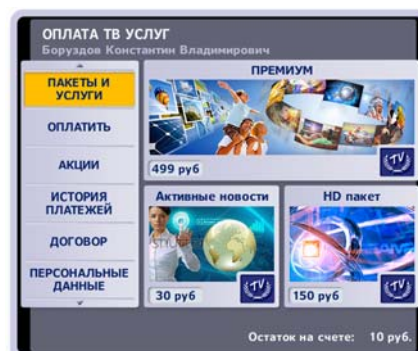 ОПЛАТА ТВ УСЛУГ
Боруздов Константин Владимирович
ПАКЕТЫ И
УСЛУГИ
ОПЛАТИТЬ
АКЦИИ
ИСТОРИЯ
ПЛАТЕЖЕЙ
ДОГОВОР
ПЕРСОНАЛЬНЫЕ
ДАННЫЕ
ПРЕМИУМ
499 руб
TV
Активные новости
30 руб
TV
HD пакет
150 руб
TV
Остаток на счете: 10 руб.